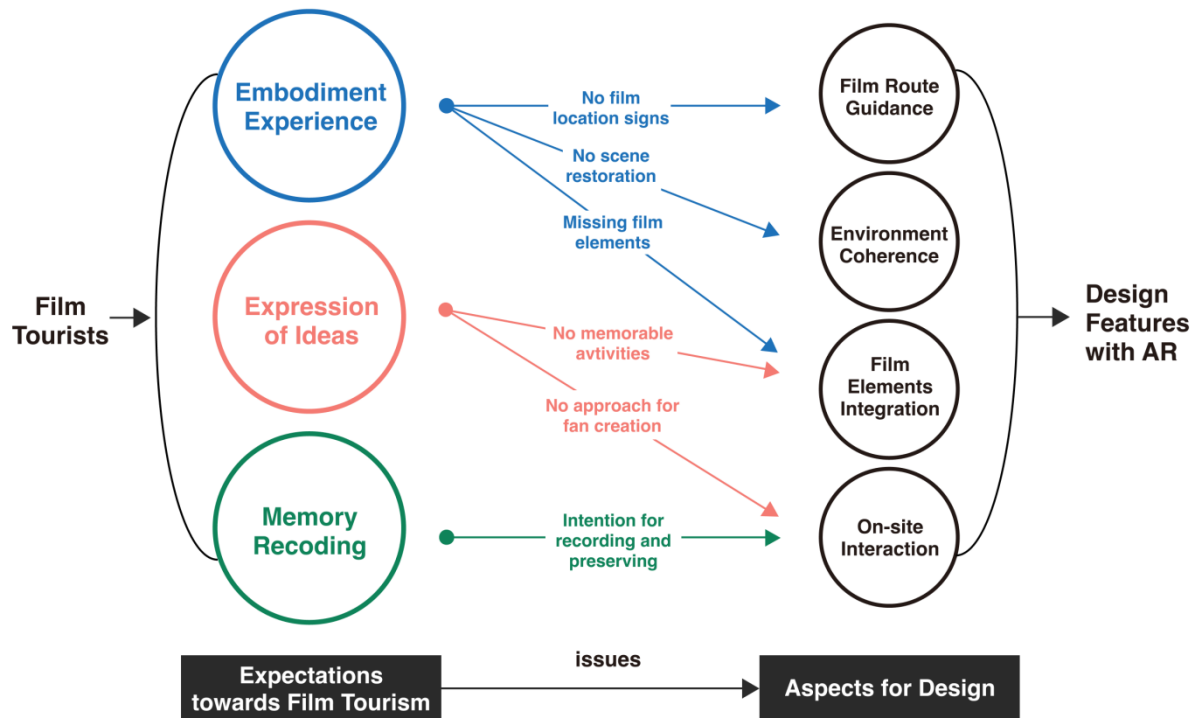 Film
Tourists
Embodiment
Experience
Expression
of Ideas
Memory
Recoding
No film
location signs
No scene
restoration
Missing film
elements
No memorable
avtivities
No approach for
fan creation
Intention for
recording and
preserving
Film Route
Guidance
Environment
Coherence
Film
Elements
Integration
On-site
Interaction
Design
Features
with AR
Expectations
towards Film Tourism
issues
Aspects for Design